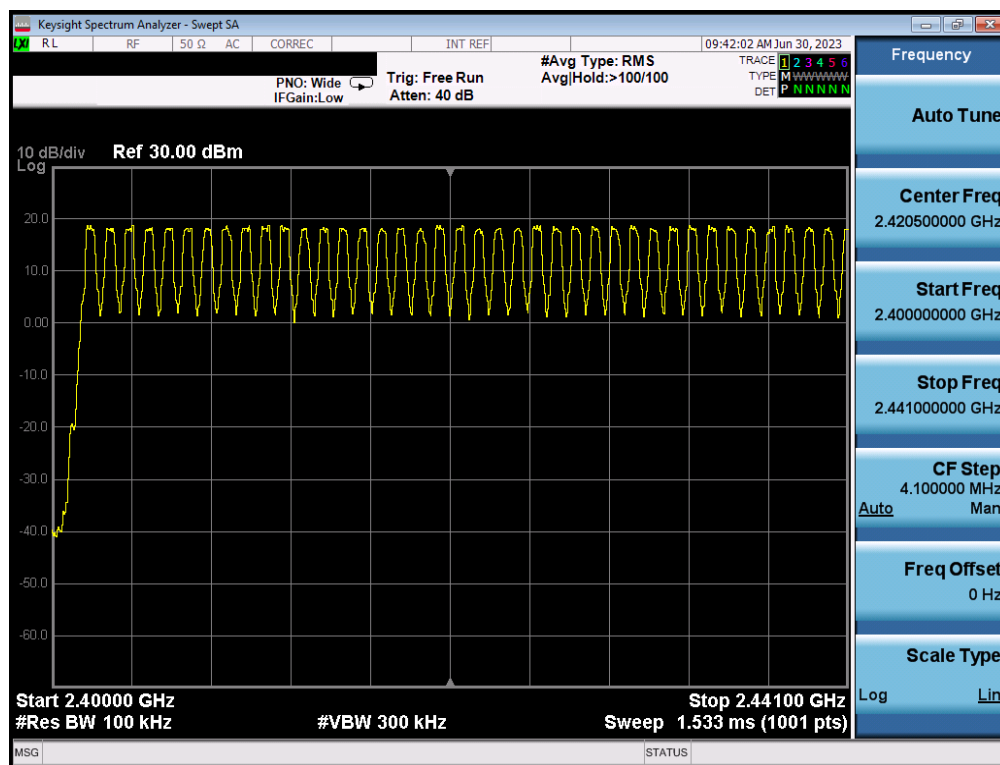 Keysight Spectrum Analyzer - Swept SA
LXI RL RF 50 Ω AC CORREC INT REF 09:42:02 AM Jun 30, 2023
PNO: Wide
IFGain:Low
Trig: Free Run
Atten: 40 dB
#Avg Type: RMS
Avg|Hold:>100/100
TRACE 1 2 3 4 5 6
TYPE M W W W W W
DET P N N N N N
10 dB/div
Log
Ref 30.00 dBm
20.0
10.0
0.00
-10.0
-20.0
-30.0
-40.0
-50.0
-60.0
Start 2.40000 GHz
Stop 2.44100 GHz
#Res BW 100 kHz
#VBW 300 kHz
Sweep 1.533 ms (1001 pts)
MSG
STATUS
Frequency
Auto Tune
Center Freq
2.420500000 GHz
Start Freq
2.400000000 GHz
Stop Freq
2.441000000 GHz
CF Step
4.100000 MHz
Auto Man
Freq Offset
0 Hz
Scale Type
Log Lin